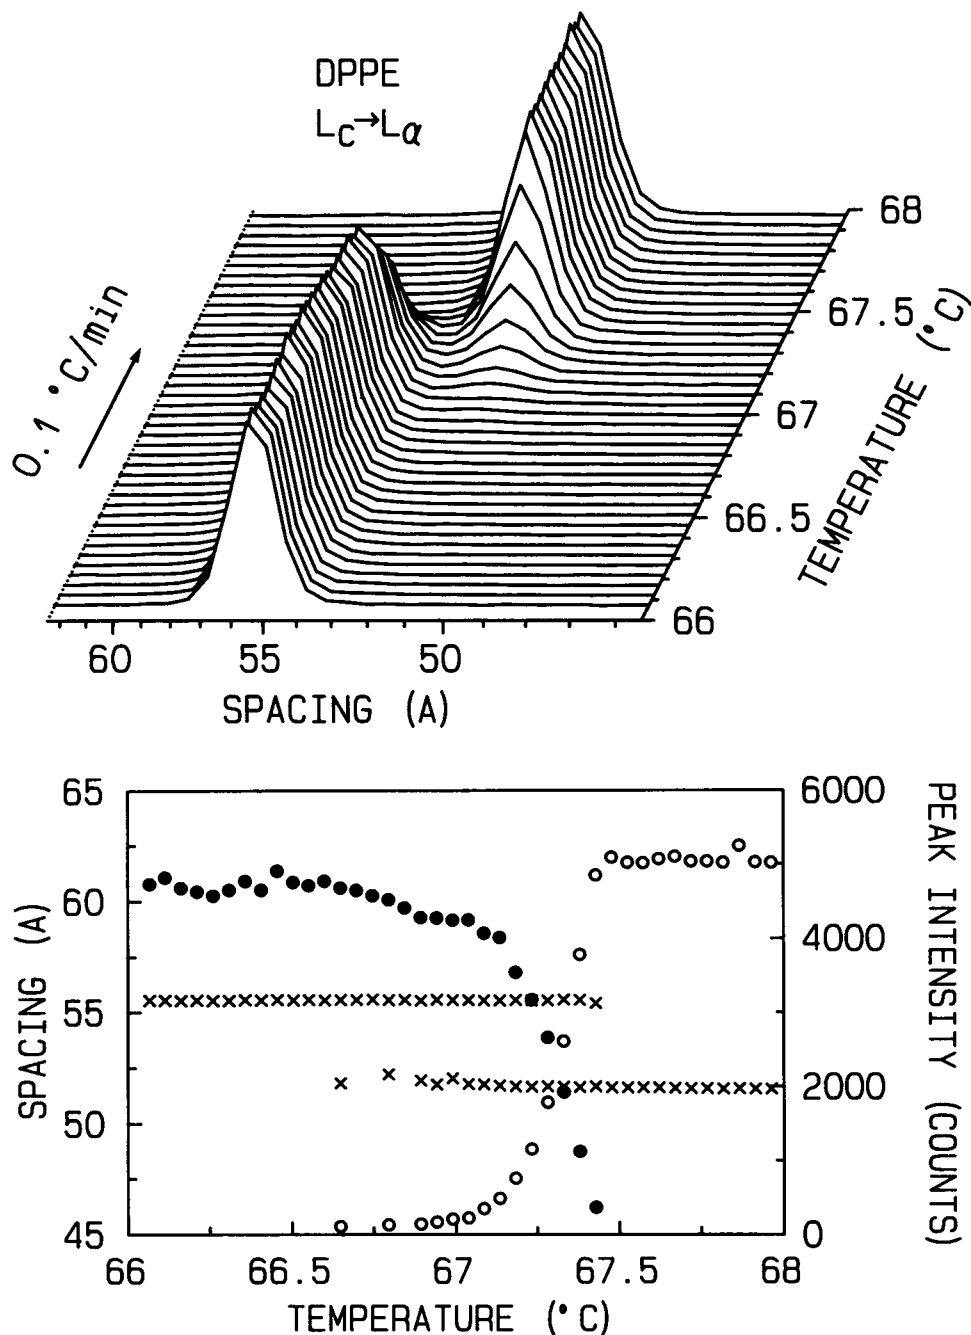 DPPE
Lc→Lα
0.1 °C/min
68
67.5
67
66.5
66
TEMPERATURE (°C)
60 55 50
SPACING (A)
65
60
55
50
45
SPACING (A)
6000
4000
2000
0
PEAK INTENSITY (COUNTS)
66 66.5 67 67.5 68
TEMPERATURE (°C)